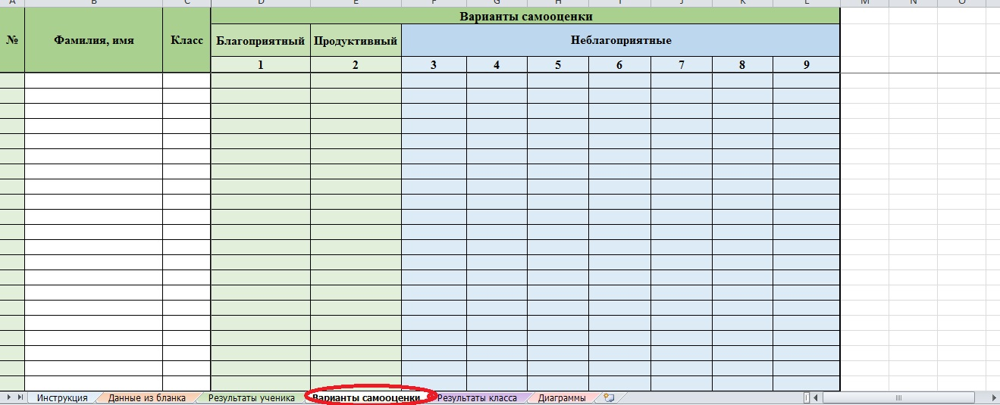 A B C D E F G H I J K L M N O
Варианты самооценки
№ Фамилия, имя Класс Благоприятный Продуктивный Неблагоприятные
1 2 3 4 5 6 7 8 9
Инструкция Данные из бланка Результаты ученика Варианты самооценки Результаты класса Диаграммы